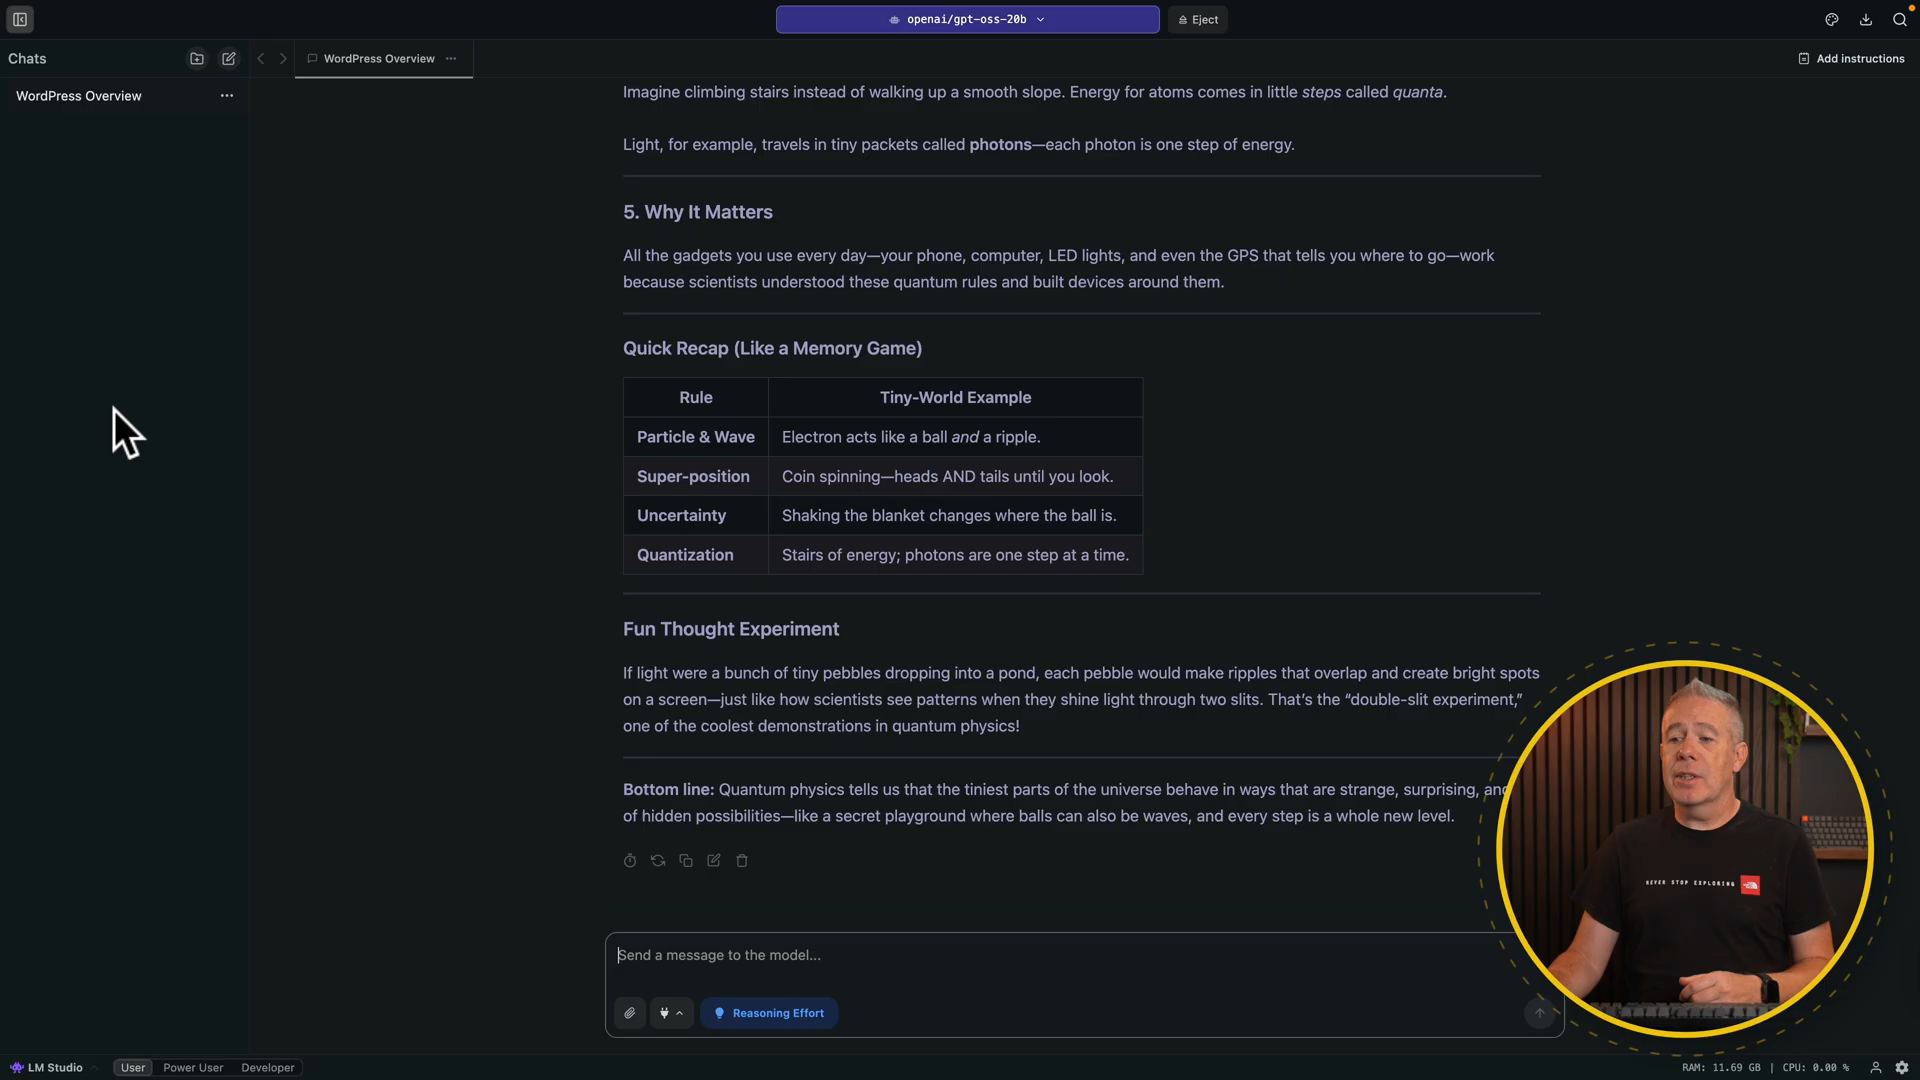 openai/gpt-oss-20b
Eject
Chats
WordPress Overview
Add instructions
WordPress Overview
Imagine climbing stairs instead of walking up a smooth slope. Energy for atoms comes in little steps called quanta.
Light, for example, travels in tiny packets called photons—each photon is one step of energy.
5. Why It Matters
All the gadgets you use every day—your phone, computer, LED lights, and even the GPS that tells you where to go—work
because scientists understood these quantum rules and built devices around them.
Quick Recap (Like a Memory Game)
Rule Tiny-World Example
Particle & Wave Electron acts like a ball and a ripple.
Super-position Coin spinning—heads AND tails until you look.
Uncertainty Shaking the blanket changes where the ball is.
Quantization Stairs of energy; photons are one step at a time.
Fun Thought Experiment
If light were a bunch of tiny pebbles dropping into a pond, each pebble would make ripples that overlap and create bright spots
on a screen—just like how scientists see patterns when they shine light through two slits. That's the “double-slit experiment,”
one of the coolest demonstrations in quantum physics!
Bottom line: Quantum physics tells us that the tiniest parts of the universe behave in ways that are strange, surprising, and
of hidden possibilities—like a secret playground where balls can also be waves, and every step is a whole new level.
NEVER STOP EXPLORING
Send a message to the model...
Reasoning Effort
LM Studio
User
Power User
Developer
RAM: 11.69 GB | CPU: 0.00 %